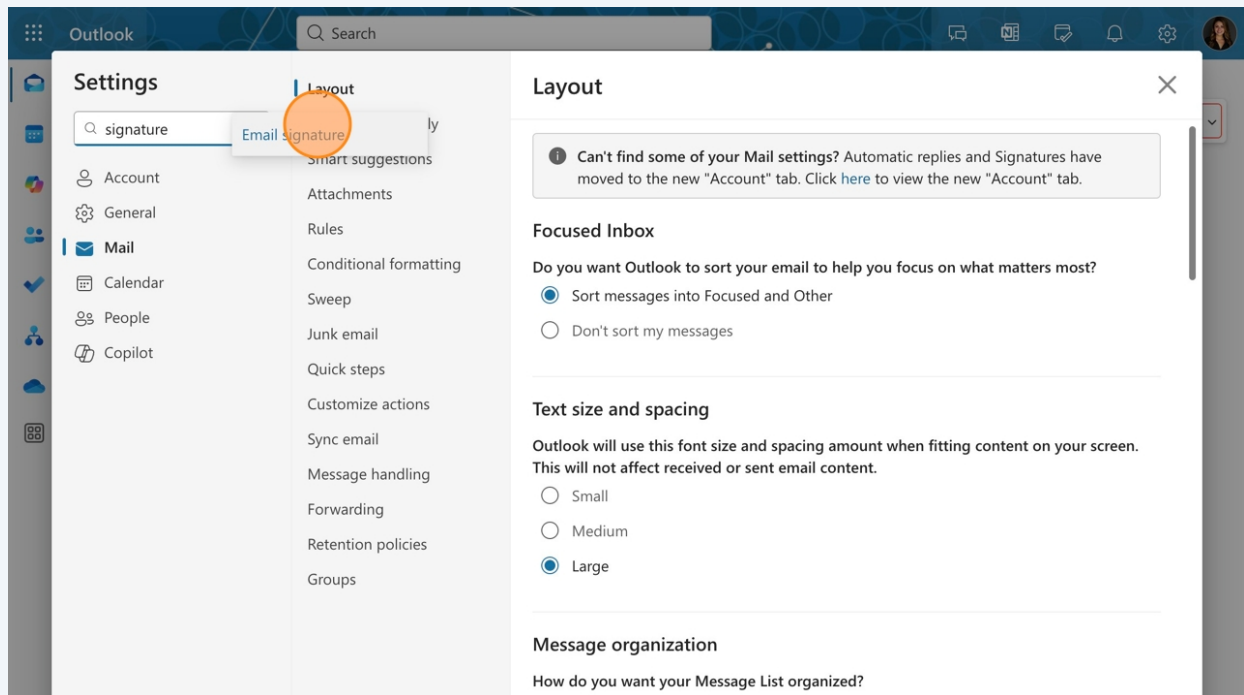 Outlook
Search
Settings
signature
Email signature
Account
General
Mail
Calendar
People
Copilot
Layout
ly
Smart suggestions
Attachments
Rules
Conditional formatting
Sweep
Junk email
Quick steps
Customize actions
Sync email
Message handling
Forwarding
Retention policies
Groups
Layout
Can't find some of your Mail settings? Automatic replies and Signatures have
moved to the new "Account" tab. Click here to view the new "Account" tab.
Focused Inbox
Do you want Outlook to sort your email to help you focus on what matters most?
Sort messages into Focused and Other
Don't sort my messages
Text size and spacing
Outlook will use this font size and spacing amount when fitting content on your screen.
This will not affect received or sent email content.
Small
Medium
Large
Message organization
How do you want your Message List organized?